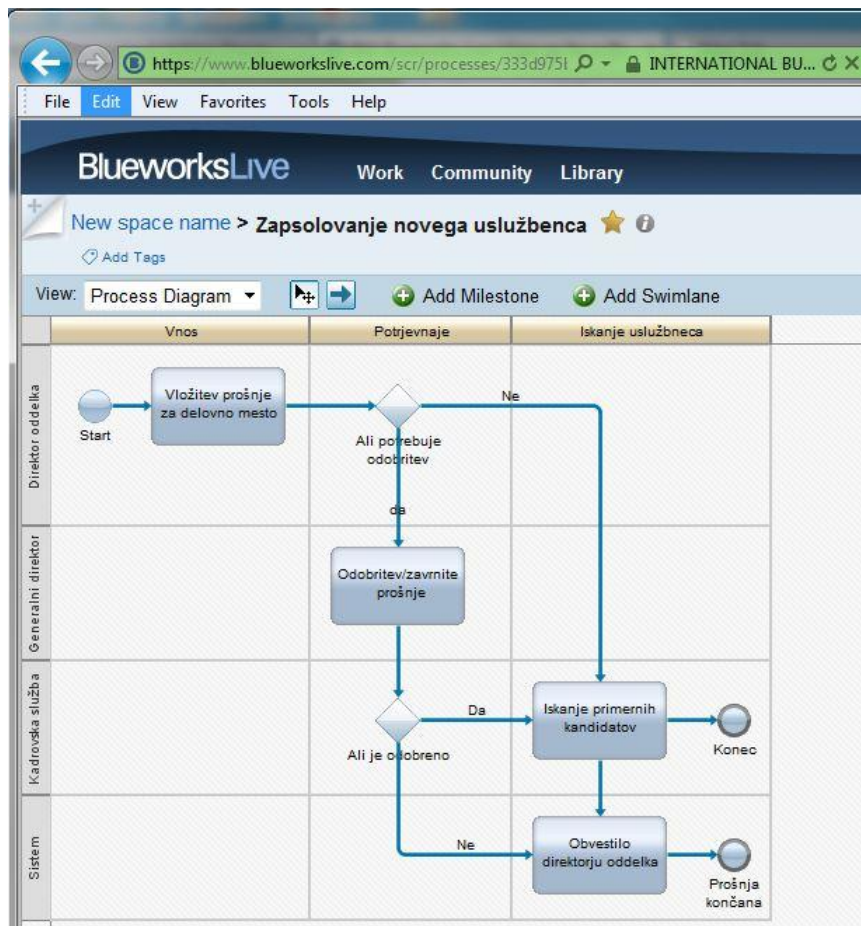 https://www.blueworkslive.com/scr/processes/333d975 INTERNATIONAL BU...
File Edit View Favorites Tools Help
BlueworksLive Work Community Library
New space name > Zapsolovanje novega uslužbenca
Add Tags
View: Process Diagram Add Milestone Add Swimlane
Vnos Potrjevnaje Iskanje uslužbneca
Direktor oddelka
Start
Vložitev prošnje
za delovno mesto
Ne
Ali potrebuje
odobritev
da
Generalni direktor
Odobritev/zavrnite
prošnje
Kadrovska služba
Ali je odobreno
Da
Iskanje primernih
kandidatov
Konec
Sistem
Ne
Obvestilo
direktorju oddelka
Prošnja
končana